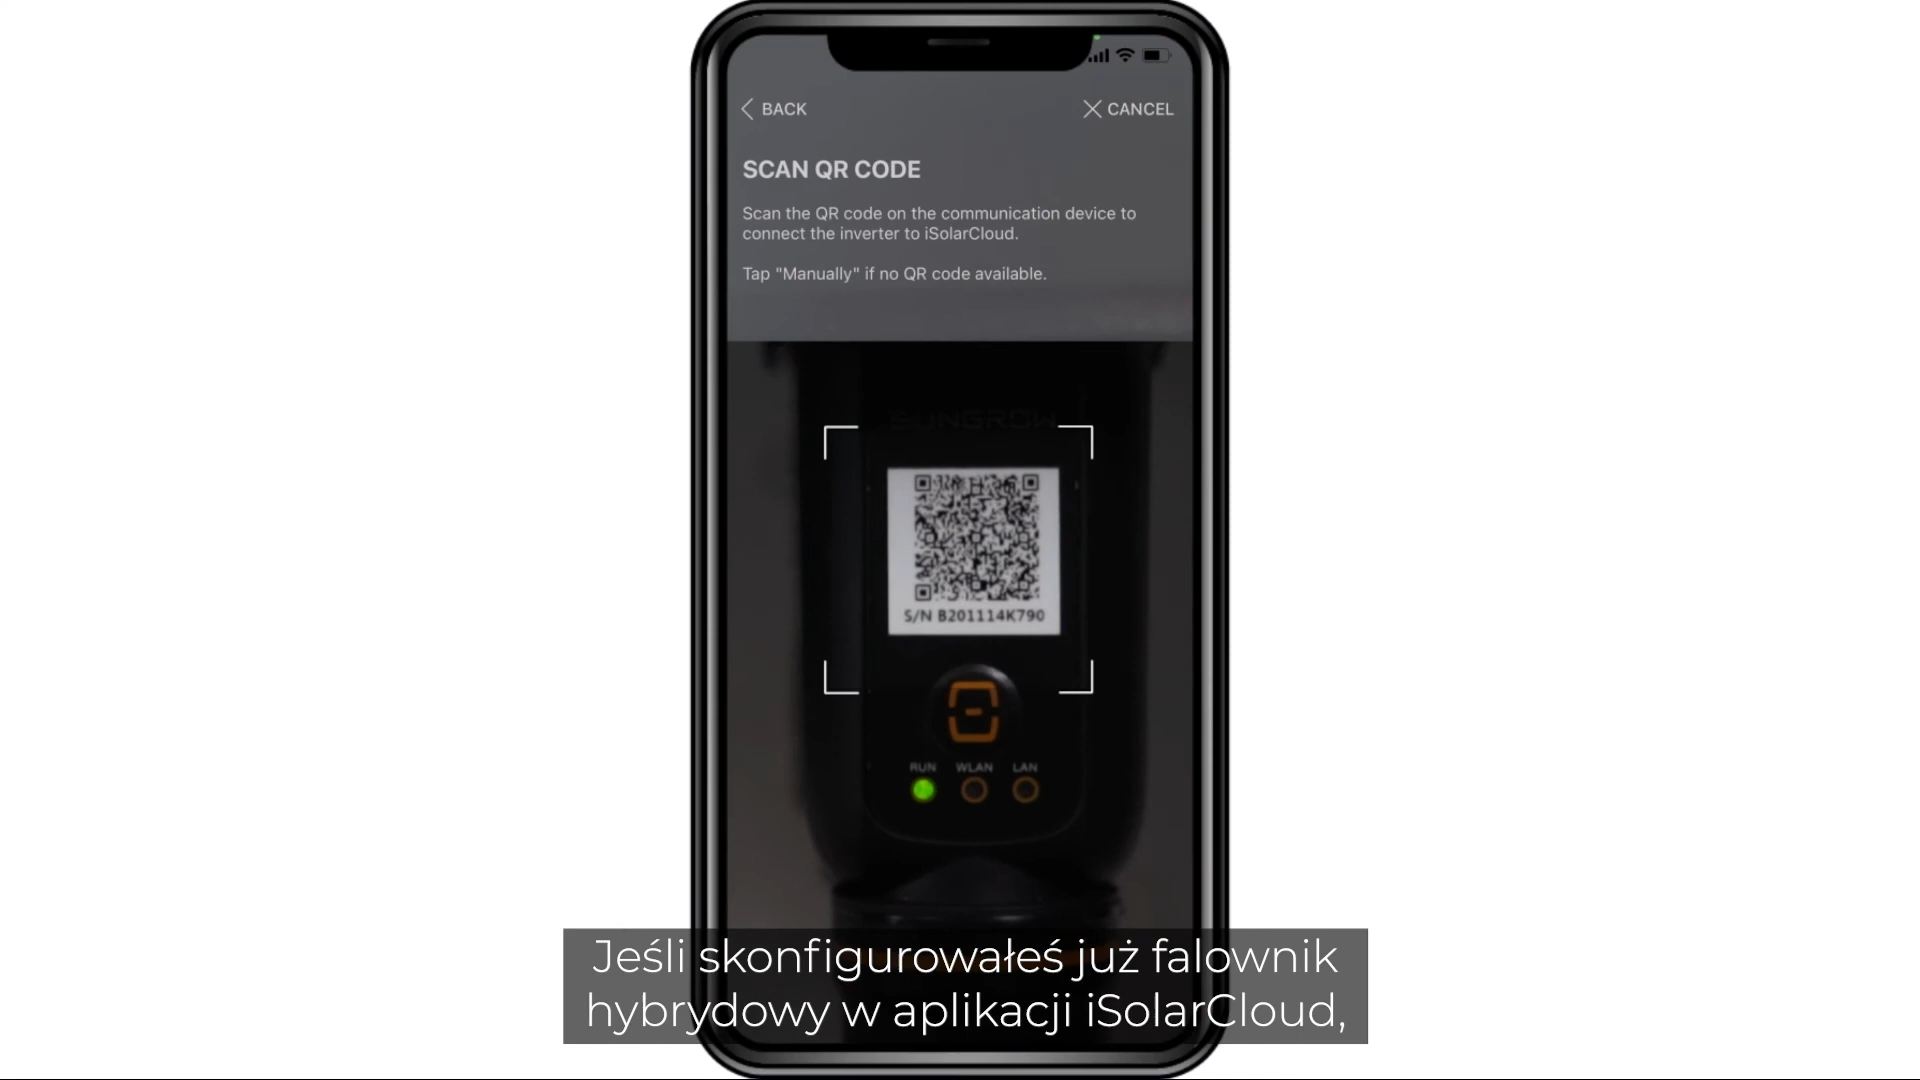 BACK
CANCEL
SCAN QR CODE
Scan the QR code on the communication device to
connect the inverter to iSolarCloud.
Tap "Manually" if no QR code available.
SUNGROW
S/N B201114K790
RUN WLAN LAN
Jeśli skonfigurowałeś już falownik
hybrydowy w aplikacji iSolarCloud,